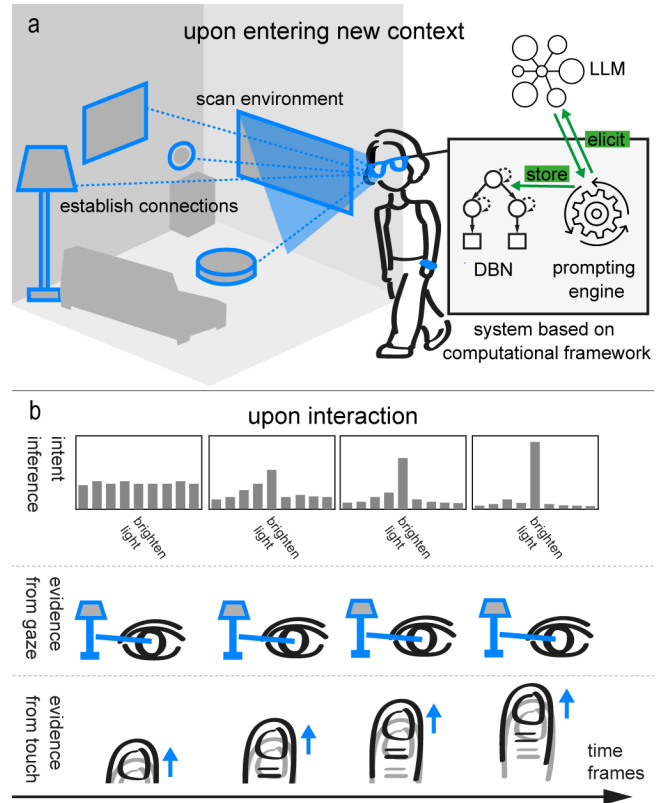 a
upon entering new context
LLM
scan environment
elicit
store
establish connections
DBN
prompting
engine
system based on
computational framework
b
upon interaction
intent
inference
brighten
light
brighten
light
brighten
light
brighten
light
evidence
from gaze
evidence
from touch
time
frames